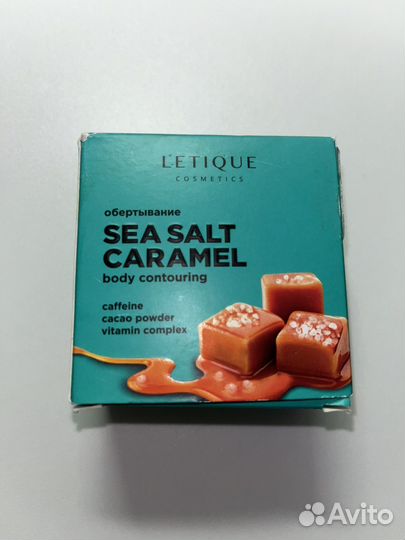 LETIQUE
COSMETICS
обертывание
SEA SALT
CARAMEL
body contouring
caffeine
cacao powder
vitamin complex
Avito